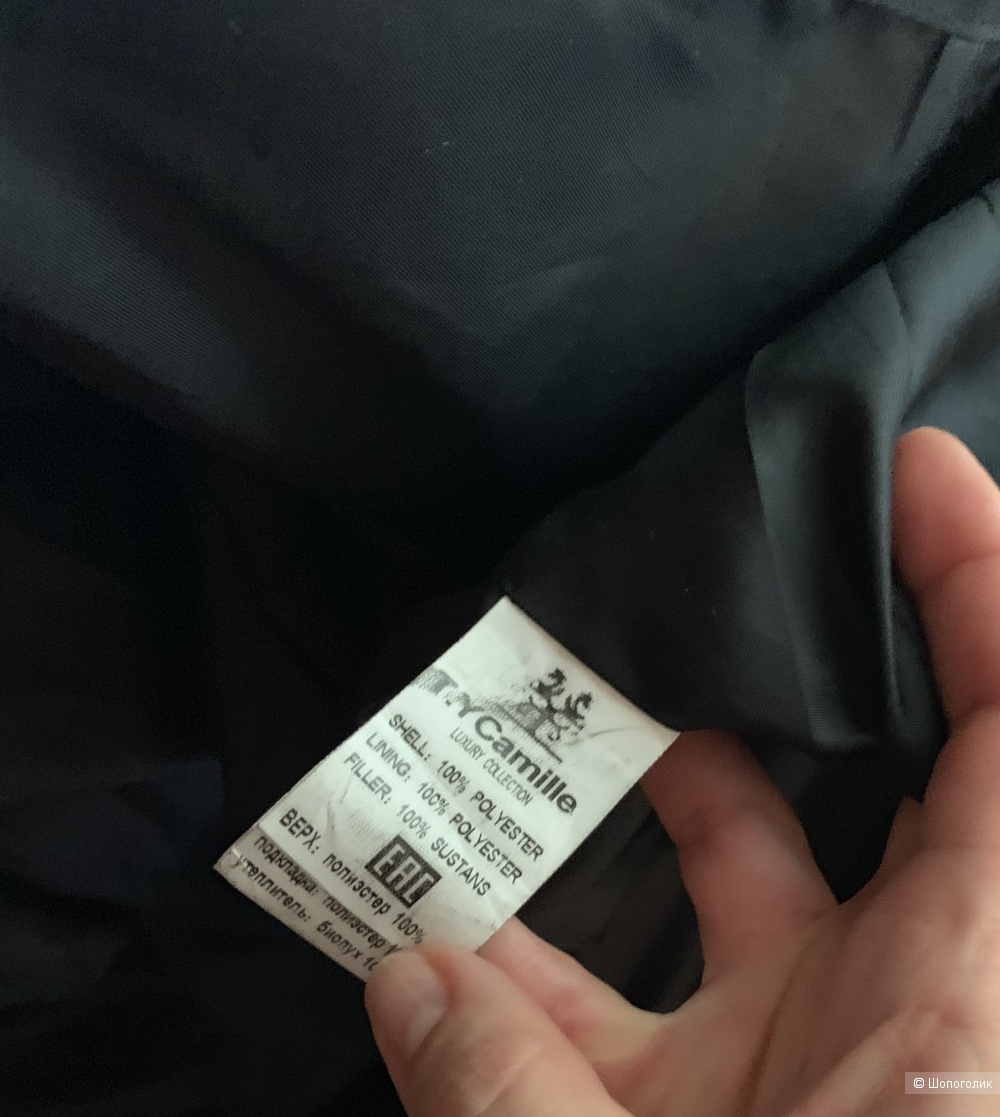 Camille
LUXURY COLLECTION
SHELL: 100% POLYESTER
LINING: 100% POLYESTER
FILLER: 100% SUSTANS
EAC
ВЕРХ: полиэстер 100%
подкладка: полиэстер
утеплитель: биопух
© Шопоголик